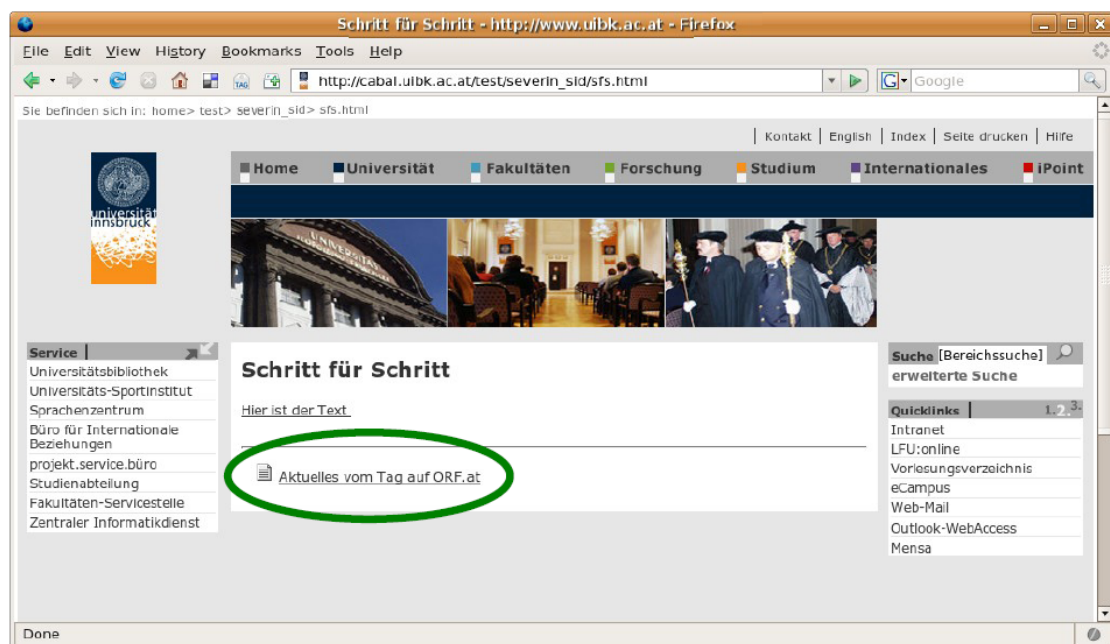 Schritt für Schritt - http://www.uibk.ac.at - Firefox
File Edit View History Bookmarks Tools Help
TAG http://cabal.uibk.ac.at/test/severin_sid/sfs.html G Google
Sie befinden sich in: home> test> severin_sid> sfs.html
| Kontakt | English | Index | Seite drucken | Hilfe
Home Universität Fakultäten Forschung Studium Internationales iPoint
universität
innsbruck
UNIVERSITÄT
Service
Universitätsbibliothek
Universitäts-Sportinstitut
Sprachenzentrum
Büro für Internationale
Beziehungen
projekt.service.büro
Studienabteilung
Fakultäten-Servicestelle
Zentraler Informatikdienst
Schritt für Schritt
Hier ist der Text
Aktuelles vom Tag auf ORF.at
Suche [Bereichssuche]
erweiterte Suche
Quicklinks 1.2.3.
Intranet
LFU:online
Vorlesungsverzeichnis
eCampus
Web-Mail
Outlook-WebAccess
Mensa
Done